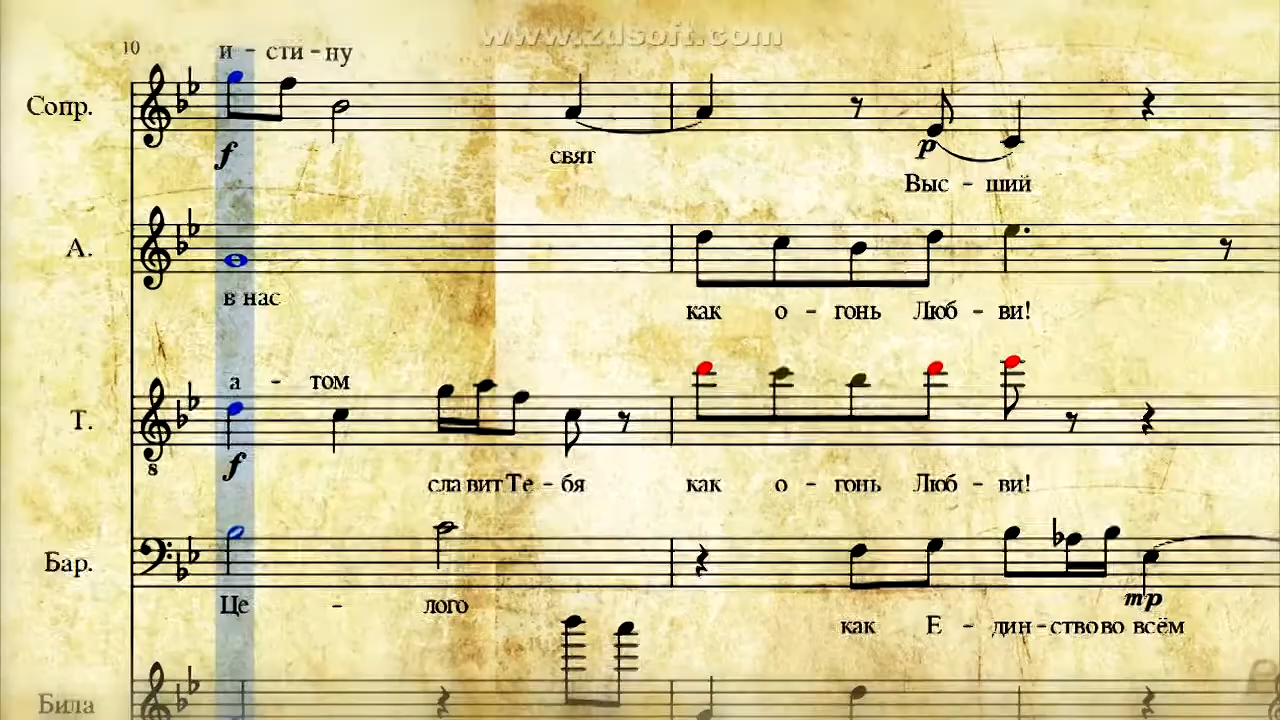 www.zdsoft.com
10
и - сти - ну
Сопр.
f
p
свят
Выс - ший
А.
в нас
как о - гонь Люб - ви!
а - том
Т.
8
f
сла вит Те - бя как о - гонь Люб - ви!
Бар.
Це - лого
mp
как Е - дин - ство во всём
Била